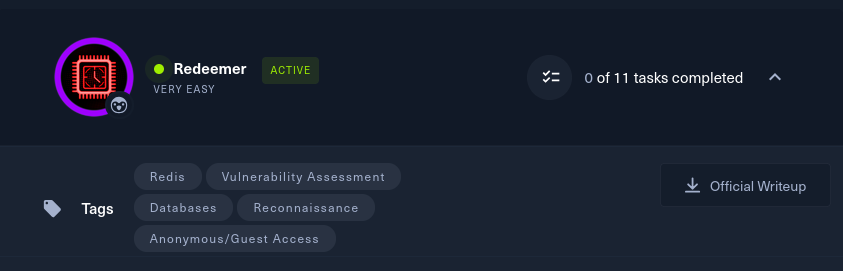 Redeemer ACTIVE
VERY EASY
0 of 11 tasks completed
Tags
Redis Vulnerability Assessment
Databases Reconnaissance
Anonymous/Guest Access
Official Writeup